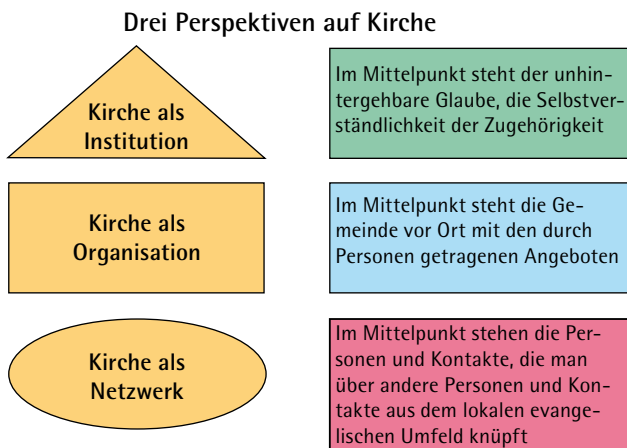 Drei Perspektiven auf Kirche
Kirche als
Institution
Im Mittelpunkt steht der unhin-
tergehbare Glaube, die Selbstver-
ständlichkeit der Zugehörigkeit
Kirche als
Organisation
Im Mittelpunkt steht die Ge-
meinde vor Ort mit den durch
Personen getragenen Angeboten
Kirche als
Netzwerk
Im Mittelpunkt stehen die Per-
sonen und Kontakte, die man
über andere Personen und Kon-
takte aus dem lokalen evange-
lischen Umfeld knüpft